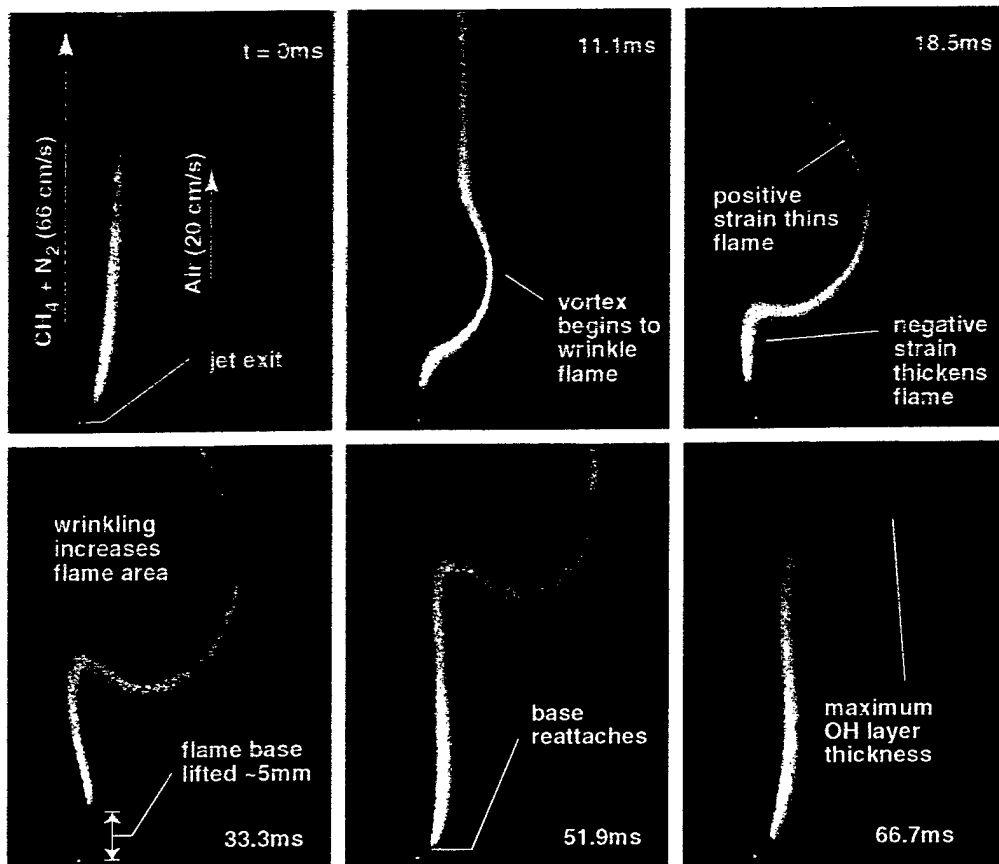 t = 0ms
CH₄ + N₂ (66 cm/s)
Air (20 cm/s)
jet exit
11.1ms
vortex
begins to
wrinkle
flame
18.5ms
positive
strain thins
flame
negative
strain
thickens
flame
wrinkling
increases
flame area
flame base
lifted ~5mm
33.3ms
base
reattaches
51.9ms
maximum
OH layer
thickness
66.7ms